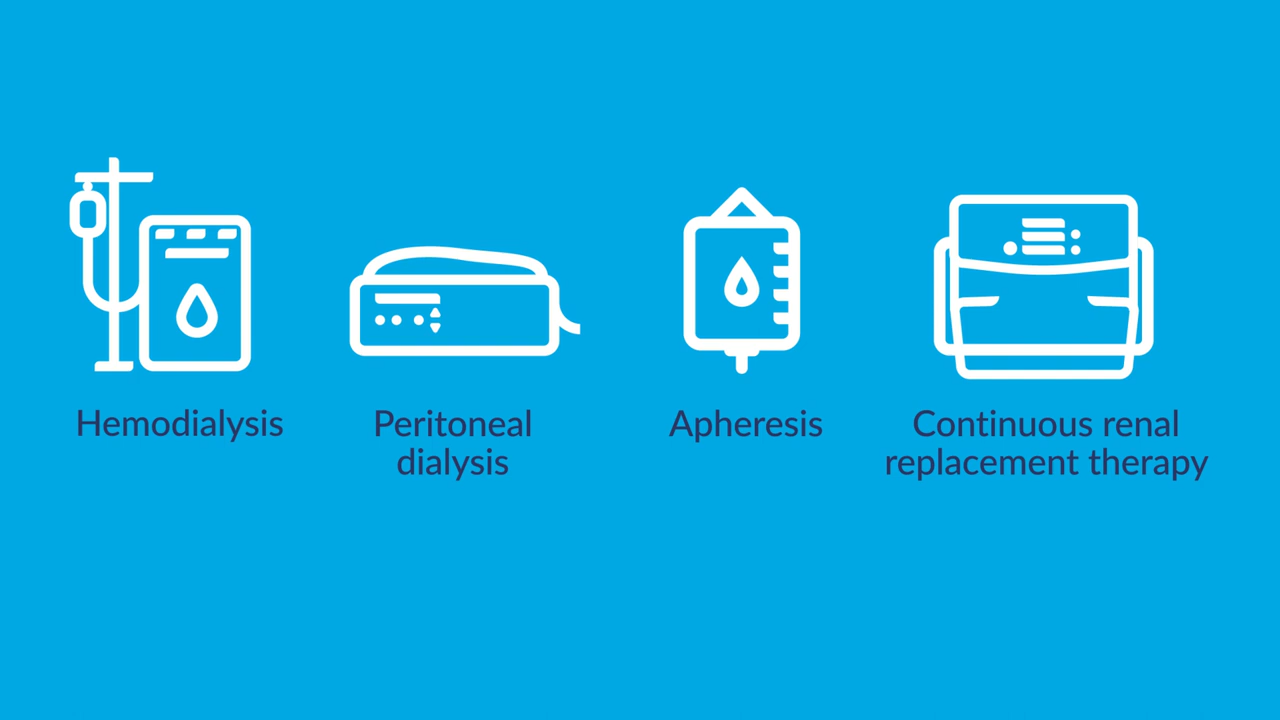 Hemodialysis
Peritoneal
dialysis
Apheresis
Continuous renal
replacement therapy